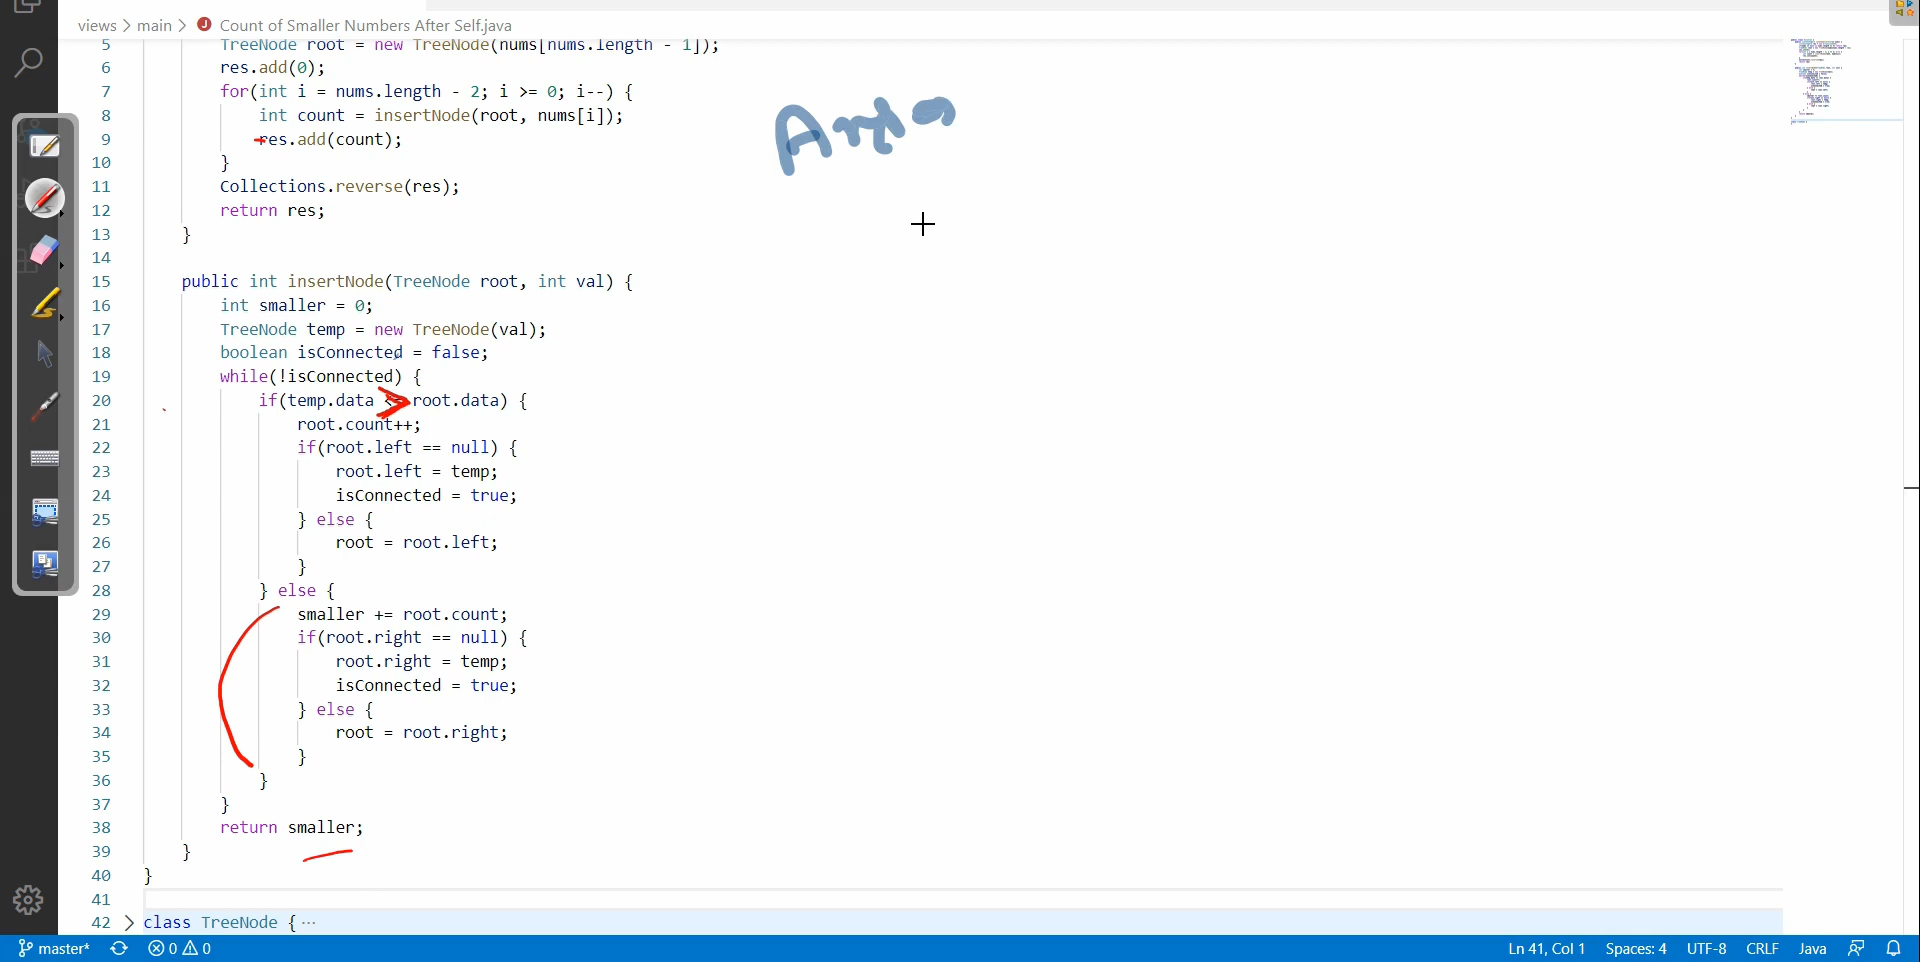 views > main > Count of Smaller Numbers After Self.java
5 TreeNode root = new TreeNode(nums[nums.length - 1]);
6 res.add(0);
7 for(int i = nums.length - 2; i >= 0; i--) {
8 int count = insertNode(root, nums[i]);
9 res.add(count);
10 }
11 Collections.reverse(res);
12 return res;
13 }
14
15 public int insertNode(TreeNode root, int val) {
16 int smaller = 0;
17 TreeNode temp = new TreeNode(val);
18 boolean isConnected = false;
19 while(!isConnected) {
20 if(temp.data > root.data) {
21 root.count++;
22 if(root.left == null) {
23 root.left = temp;
24 isConnected = true;
25 } else {
26 root = root.left;
27 }
28 } else {
29 smaller += root.count;
30 if(root.right == null) {
31 root.right = temp;
32 isConnected = true;
33 } else {
34 root = root.right;
35 }
36 }
37 }
38 return smaller;
39 }
40 }
41
42 > class TreeNode { ...
master* 0 0 Ln 41, Col 1 Spaces: 4 UTF-8 CRLF Java